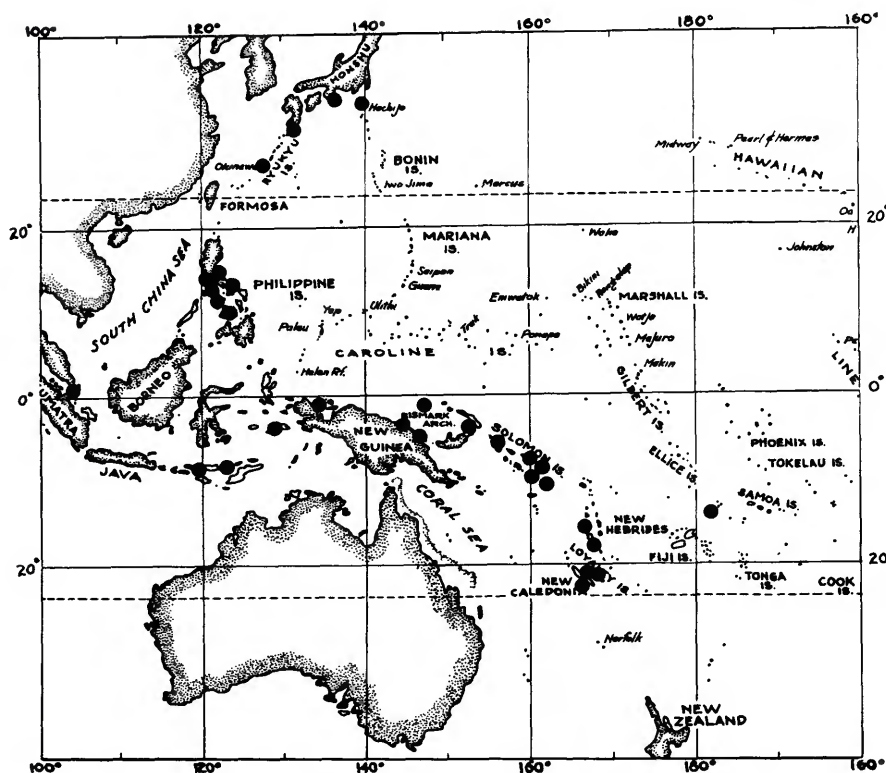 100° 120° 140° 160° 180° 160°
HONSHU
Hachijo
Midway
Pearl & Hermes
HAWAIIAN
Okinawa
RYUKYU IS.
BONIN IS.
Iwo Jima
Marcus
FORMOSA
20°
20°
MARIANA IS.
Wake
Johnston
SOUTH CHINA SEA
PHILIPPINE IS.
Saipan
Guam
Eniwetok
Bikini
Rongelap
MARSHALL IS.
Wotje
Majuro
Makin
Yap
Ulithi
Palau
Truk
Ponape
CAROLINE IS.
Helen Rf.
GILBERT IS.
LINE
0°
0°
SUMATRA
BORNEO
NEW GUINEA
BISMARK ARCH.
SOLOMON IS.
PHOENIX IS.
TOKELAU IS.
ELLICE IS.
JAVA
CORAL SEA
SAMOA IS.
NEW HEBRIDES
FIJI IS.
20°
20°
NEW CALEDONIA
TONGA IS.
COOK IS.
Norfolk
NEW ZEALAND
100° 120° 140° 160° 180° 160°